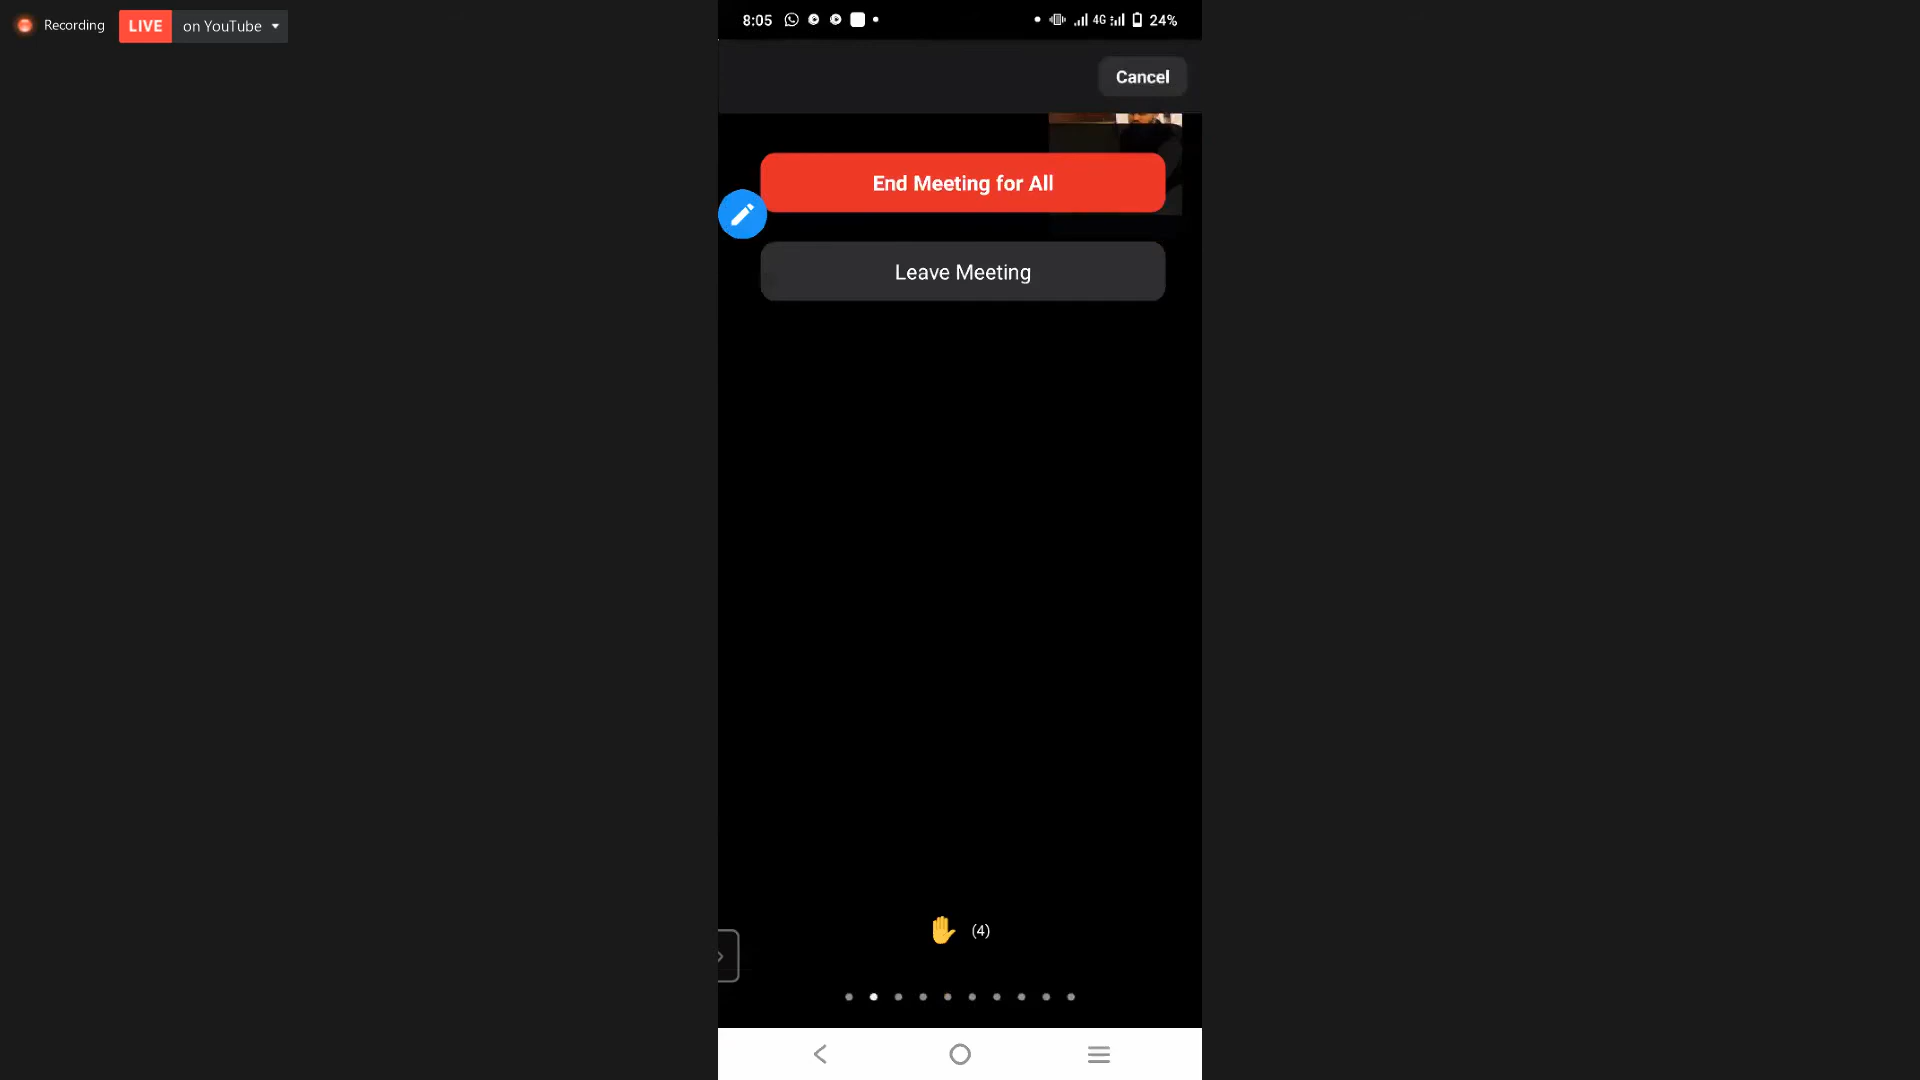 Recording LIVE on YouTube
8:05 4G 24%
Cancel
End Meeting for All
Leave Meeting
(4)